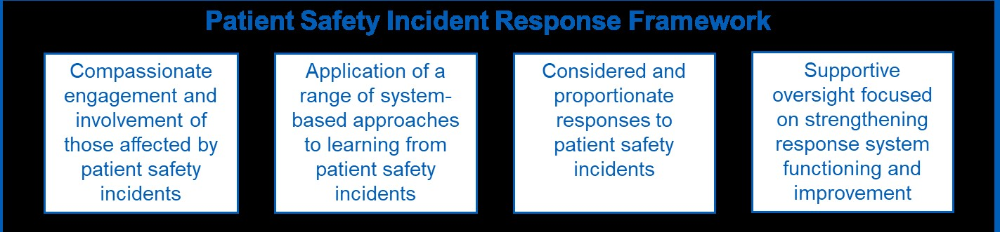 Patient Safety Incident Response Framework
Compassionate
engagement and
involvement of
those affected by
patient safety
incidents
Application of a
range of system-
based approaches
to learning from
patient safety
incidents
Considered and
proportionate
responses to
patient safety
incidents
Supportive
oversight focused
on strengthening
response system
functioning and
improvement